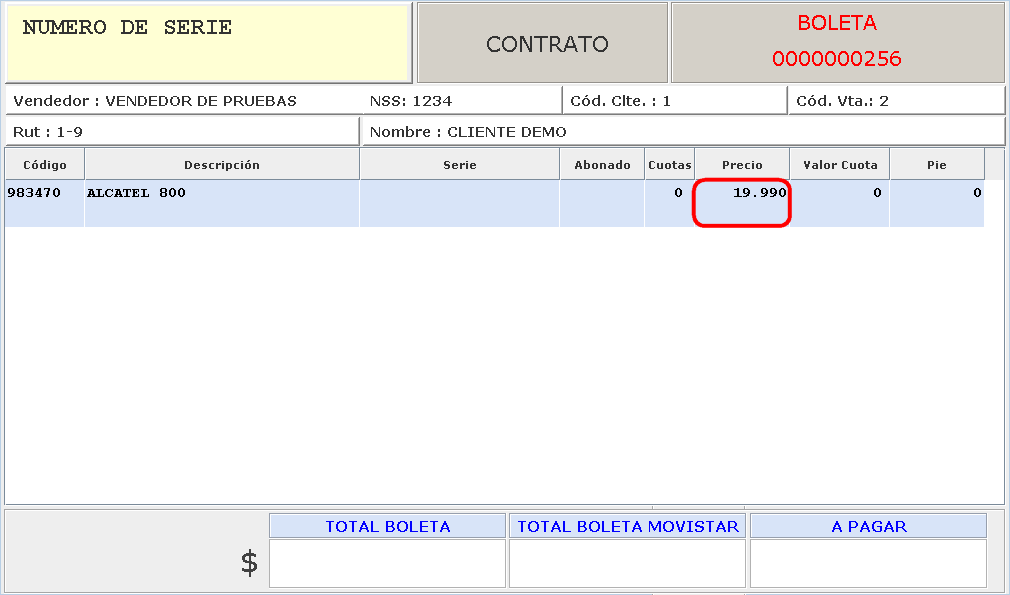 NUMERO DE SERIE
CONTRATO
BOLETA
0000000256
Vendedor : VENDEDOR DE PRUEBAS NSS: 1234 Cód. Clte. : 1 Cód. Vta.: 2
Rut : 1-9 Nombre : CLIENTE DEMO
Código Descripción Serie Abonado Cuotas Precio Valor Cuota Pie
983470 ALCATEL 800 0 19.990 0 0
TOTAL BOLETA TOTAL BOLETA MOVISTAR A PAGAR
$